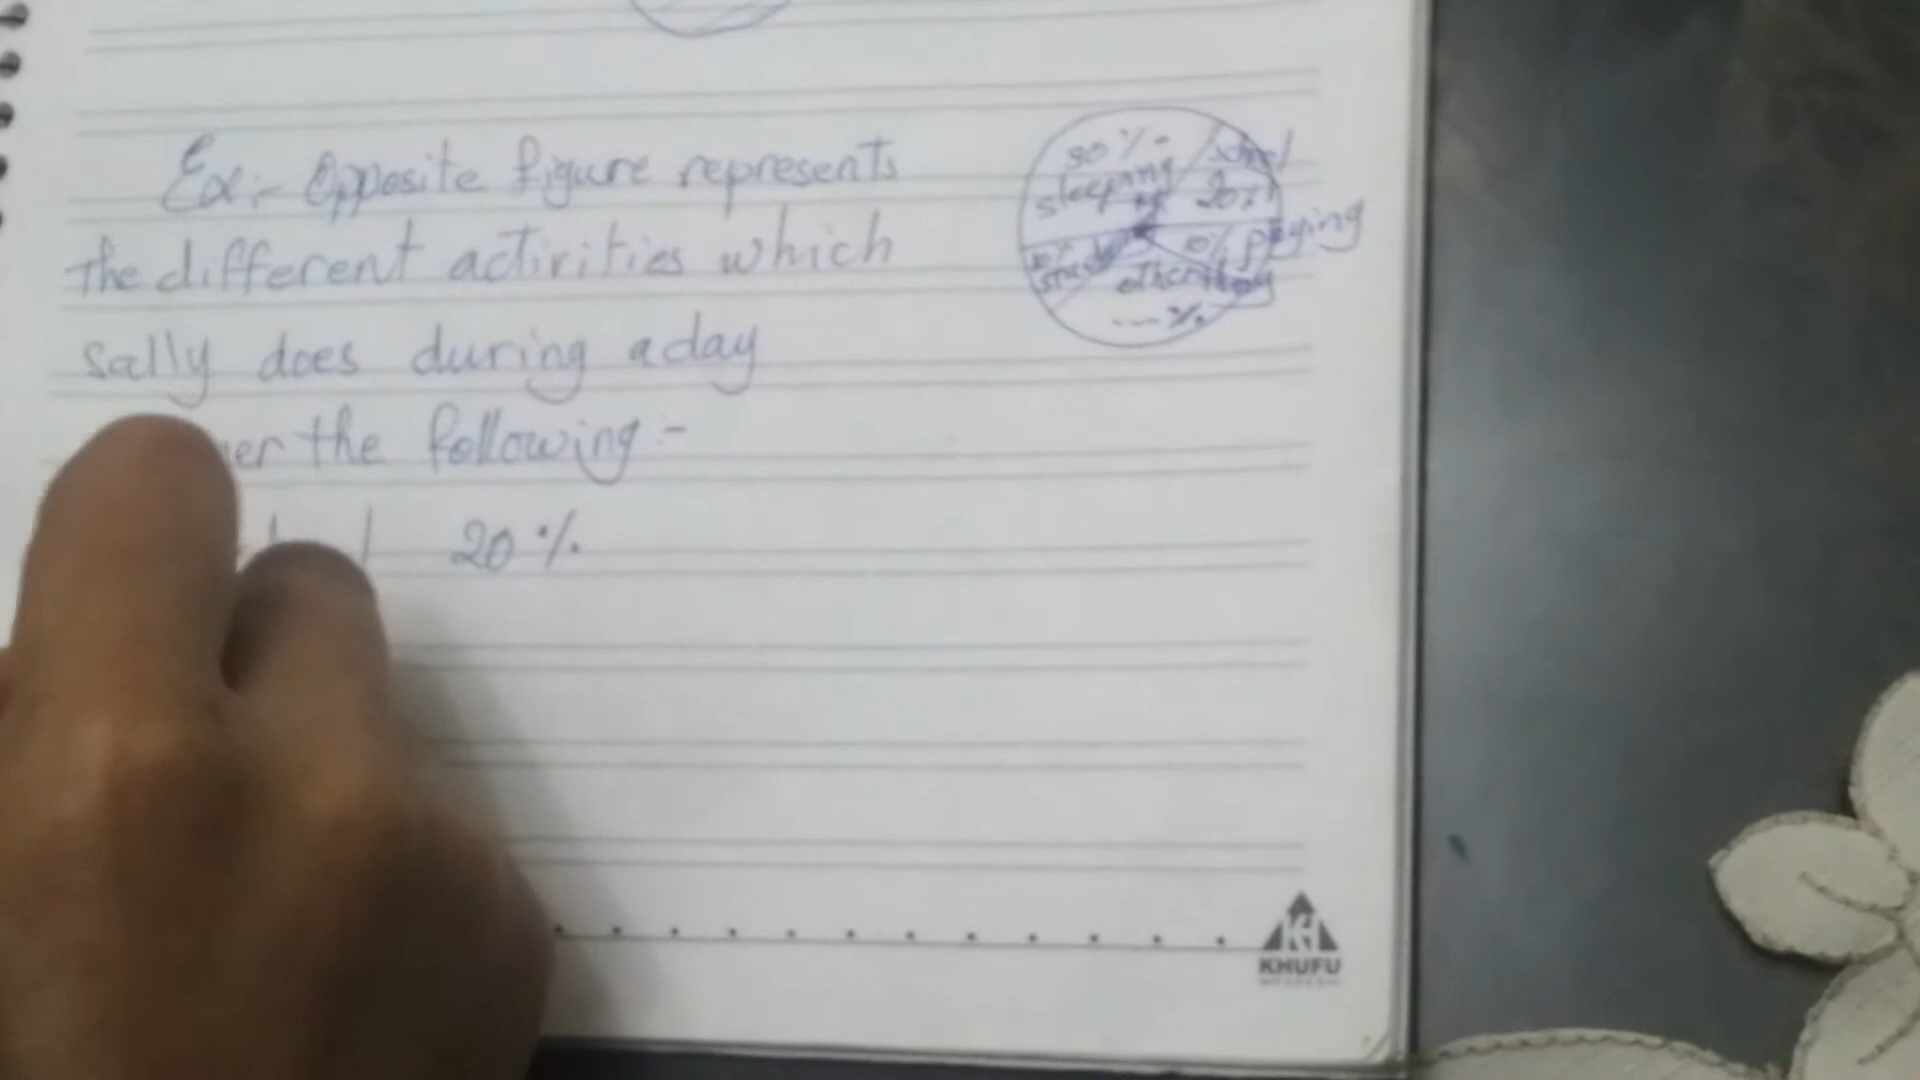 Ex:- Opposite figure represents
the different activities which
sally does during a day
the following :-
20 %
30 %
sleeping
school
20 %
10 % playing
other things
--- %
KHUFU